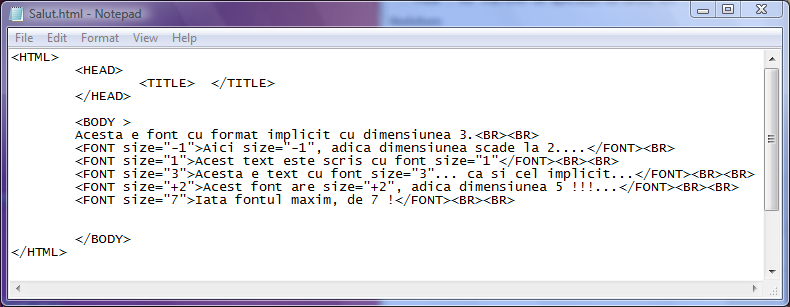 Salut.html - Notepad
File Edit Format View Help
<HTML>
<HEAD>
<TITLE>  </TITLE>
</HEAD>
<BODY >
Acesta e font cu format implicit cu dimensiunea 3.<BR><BR>
<FONT size="-1">Aici size="-1", adica dimensiunea scade la 2....</FONT><BR>
<FONT size="1">Acest text este scris cu font size="1"</FONT><BR><BR>
<FONT size="3">Acesta e text cu font size="3"... ca si cel implicit...</FONT><BR><BR>
<FONT size="+2">Acest font are size="+2", adica dimensiunea 5 !!!...</FONT><BR><BR>
<FONT size="7">Iata fontul maxim, de 7 !</FONT><BR><BR>
</BODY>
</HTML>